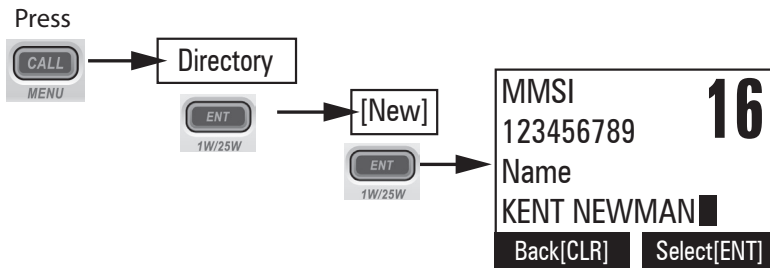 Press
CALL
MENU
Directory
ENT
1W/25W
[New]
ENT
1W/25W
MMSI
16
123456789
Name
KENT NEWMAN
Back[CLR]
Select[ENT]